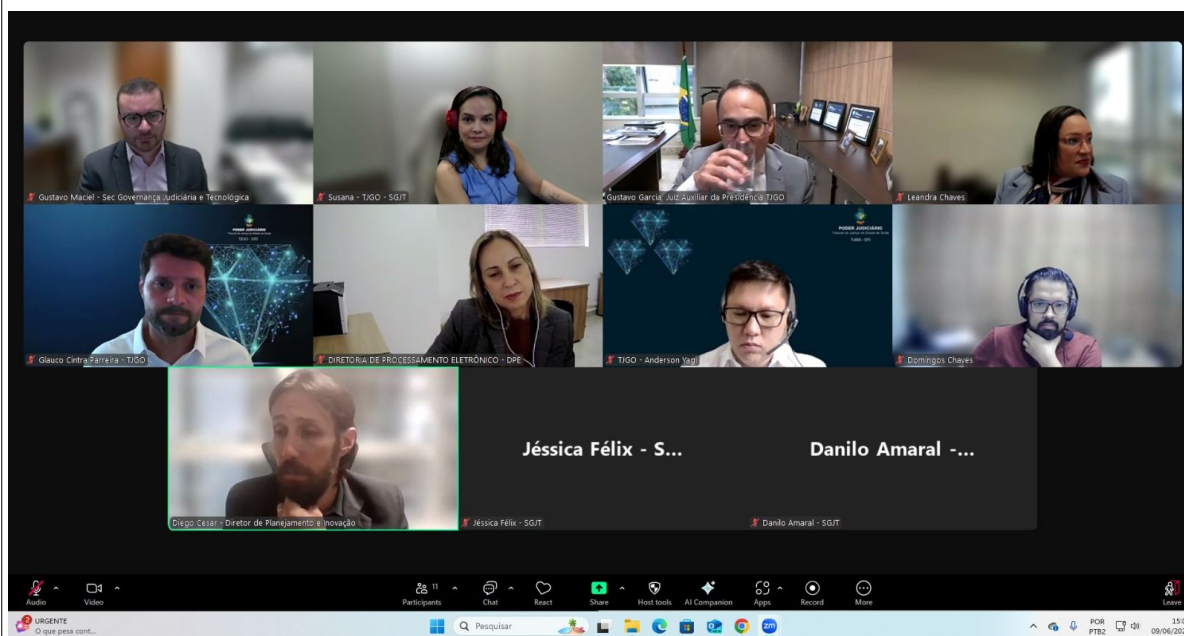 Gustavo Maciel - Sec Governança Judiciária e Tecnológica
Susana - TJGO - SGJT
Gustavo Garcia, Juiz Auxiliar da Presidência TJGO
Leandra Chaves
PODER JUDICIÁRIO
Glauco Cintra Parreira - TJGO
DIRETORIA DE PROCESSAMENTO ELETRÔNICO - DPE
PODER JUDICIÁRIO
TJGO - Anderson Yagi
Domingos Chaves
Diego Cesar - Diretor de Planejamento e Inovação
Jéssica Félix - S...
Jéssica Félix - SGJT
Danilo Amaral -...
Danilo Amaral - SGJT
Audio
Video
11
Participants
Chat
React
Share
Host tools
AI Companion
Apps
Record
More
Leave
2
URGENTE
O que pesa cont...
Pesquisar
zm
POR
PTB2
15:0
09/06/202